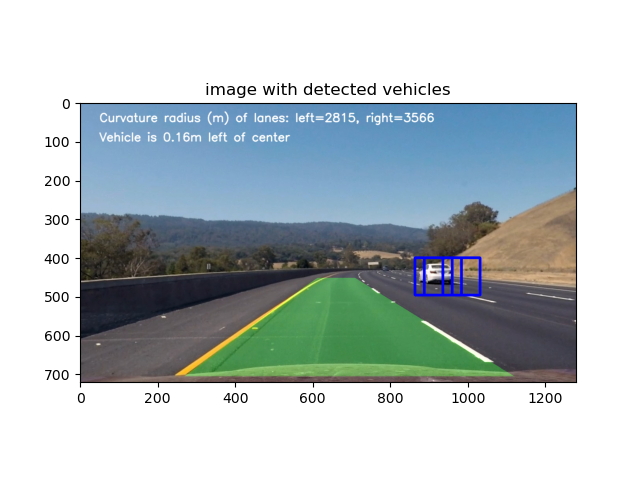 image with detected vehicles
Curvature radius (m) of lanes: left=2815, right=3566
Vehicle is 0.16m left of center
0
100
200
300
400
500
600
700
0 200 400 600 800 1000 1200